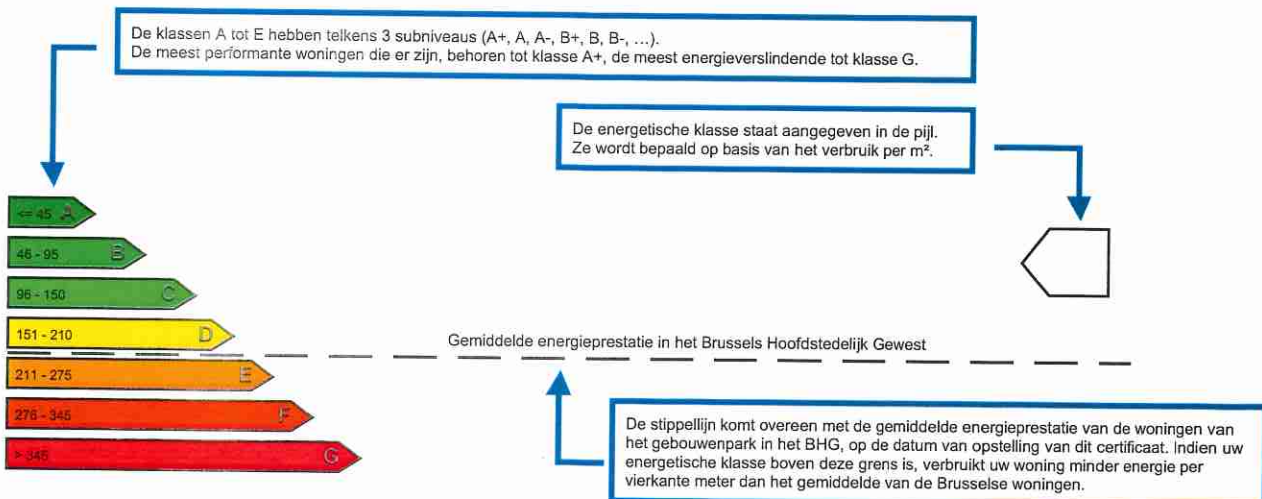 De klassen A tot E hebben telkens 3 subniveaus (A+, A, A-, B+, B, B-, ...).
De meest performante woningen die er zijn, behoren tot klasse A+, de meest energieverslindende tot klasse G.
De energetische klasse staat aangegeven in de pijl.
Ze wordt bepaald op basis van het verbruik per m².
<= 45 A
46 - 95 B
96 - 150 C
151 - 210 D
Gemiddelde energieprestatie in het Brussels Hoofdstedelijk Gewest
211 - 275 E
276 - 345 F
> 345 G
De stippellijn komt overeen met de gemiddelde energieprestatie van de woningen van
het gebouwenpark in het BHG, op de datum van opstelling van dit certificaat. Indien uw
energetische klasse boven deze grens is, verbruikt uw woning minder energie per
vierkante meter dan het gemiddelde van de Brusselse woningen.